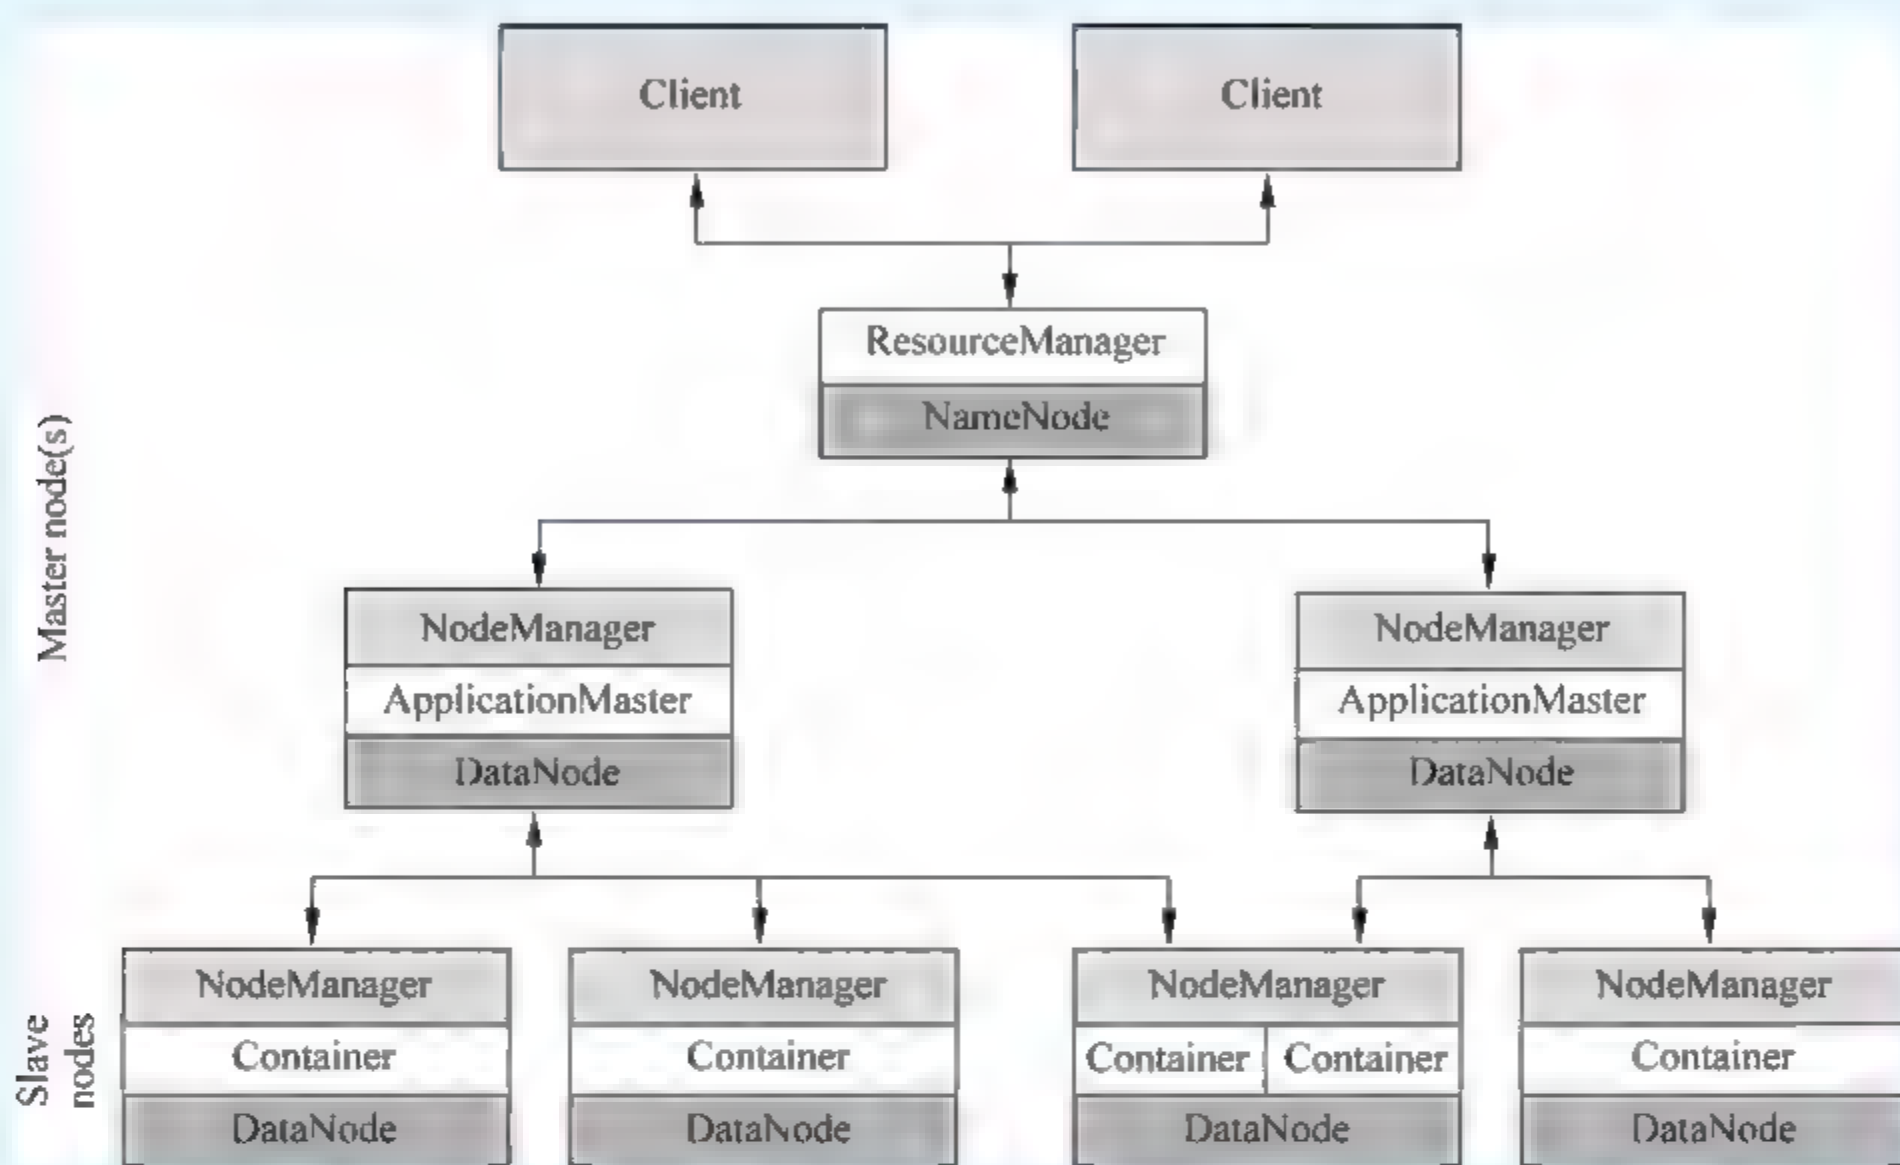 Client
Client
ResourceManager
NameNode
Master node(s)
NodeManager
ApplicationMaster
DataNode
NodeManager
ApplicationMaster
DataNode
Slave
nodes
NodeManager
Container
DataNode
NodeManager
Container
DataNode
NodeManager
Container
Container
DataNode
NodeManager
Container
DataNode